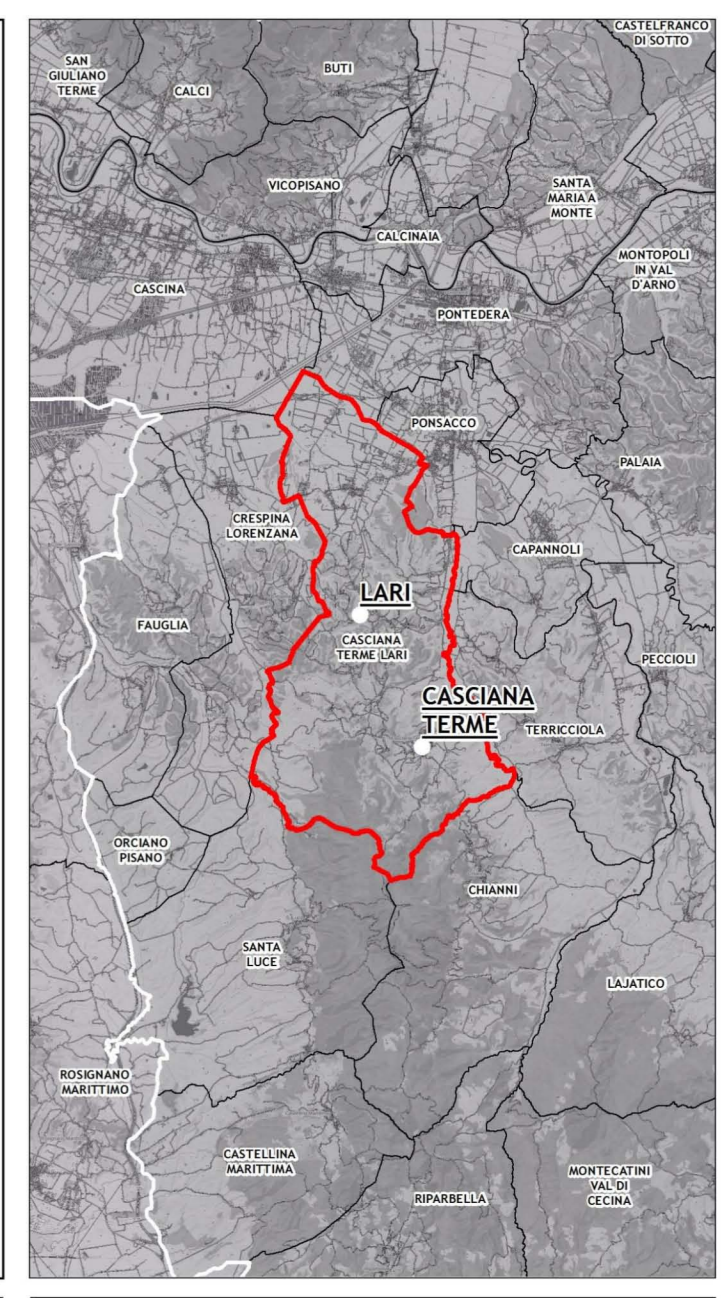 CASTELFRANCO
DI SOTTO
SAN
GIULIANO
TERME
CALCI
BUTI
VICOPISANO
SANTA
MARIA A
MONTE
CALCINAIA
MONTOPOLI
IN VAL
D'ARNO
CASCINA
PONTEDERA
PONSACCO
PALAIA
CRESPINA
LORENZANA
CAPANNOLI
LARI
FAUGLIA
CASCIANA
TERME LARI
PECCIOLI
CASCIANA
TERME
TERRICCIOLA
ORCIANO
PISANO
CHIANNI
SANTA
LUCE
LAJATICO
ROSIGNANO
MARITTIMO
CASTELLINA
MARITTIMA
MONTECATINI
VAL DI
CECINA
RIPARBELLA